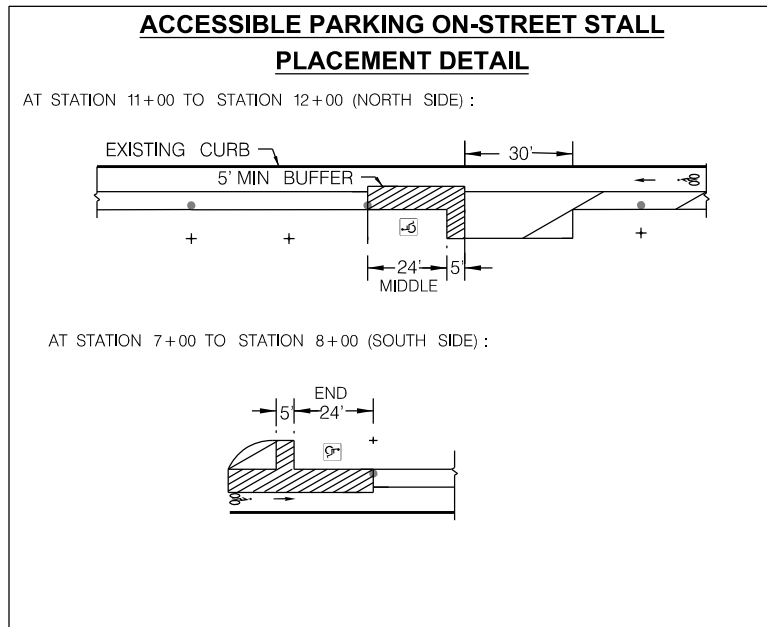 ACCESSIBLE PARKING ON-STREET STALL
PLACEMENT DETAIL
AT STATION 11+00 TO STATION 12+00 (NORTH SIDE) :
EXISTING CURB
30'
5' MIN BUFFER
24' 5'
MIDDLE
AT STATION 7+00 TO STATION 8+00 (SOUTH SIDE) :
END
5' 24'